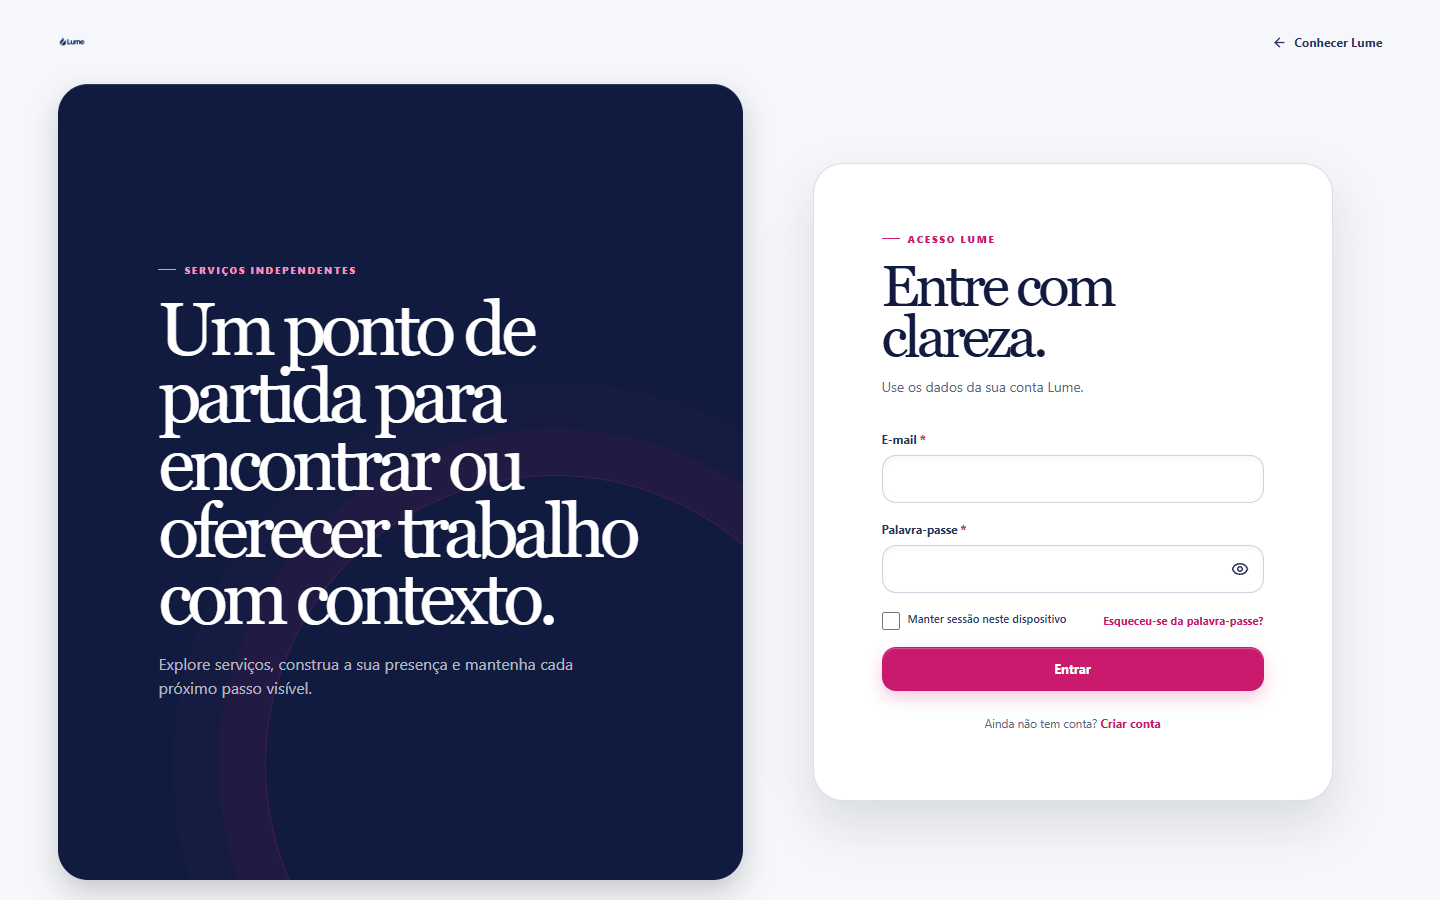 Lume
Conhecer Lume
SERVIÇOS INDEPENDENTES
Um ponto de
partida para
encontrar ou
oferecer trabalho
com contexto.
Explore serviços, construa a sua presença e mantenha cada
próximo passo visível.
ACESSO LUME
Entre com
clareza.
Use os dados da sua conta Lume.
E-mail *
Palavra-passe *
Manter sessão neste dispositivo
Esqueceu-se da palavra-passe?
Entrar
Ainda não tem conta? Criar conta